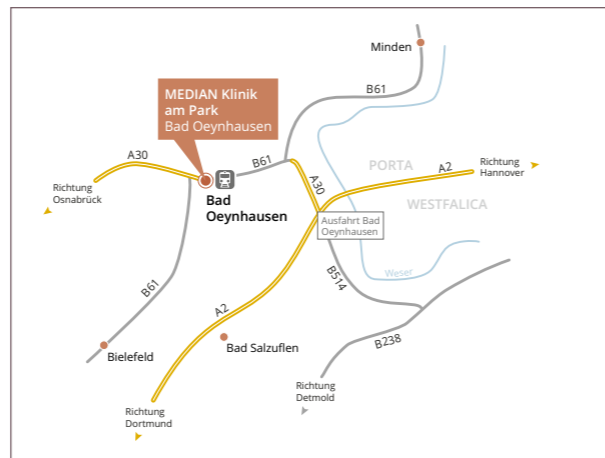 Minden
B61
MEDIAN Klinik
am Park
Bad Oeynhausen
A30
B61
PORTA
A2
Richtung
Hannover
Richtung
Osnabrück
Bad
Oeynhausen
A30
WESTFALICA
Ausfahrt Bad
Oeynhausen
Weser
B61
B514
A2
B238
Bielefeld
Bad Salzuflen
Richtung
Detmold
Richtung
Dortmund